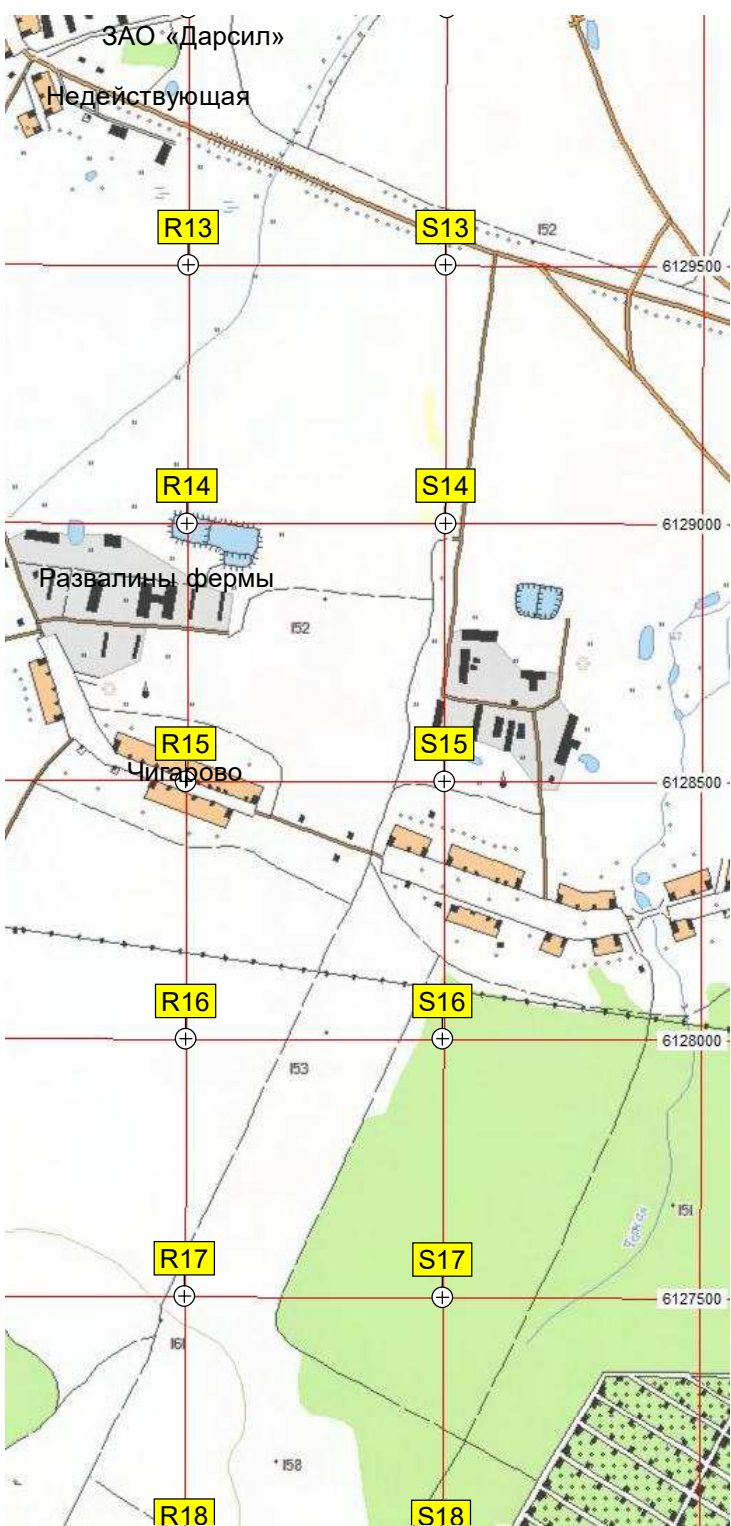 ЗАО «Дарсил»
Недействующая
R13
S13
152
6129500
R14
S14
6129000
Развалины фермы
152
R15
S15
6128500
Чигарово
R16
S16
6128000
153
151
R17
S17
6127500
161
158
R18
S18